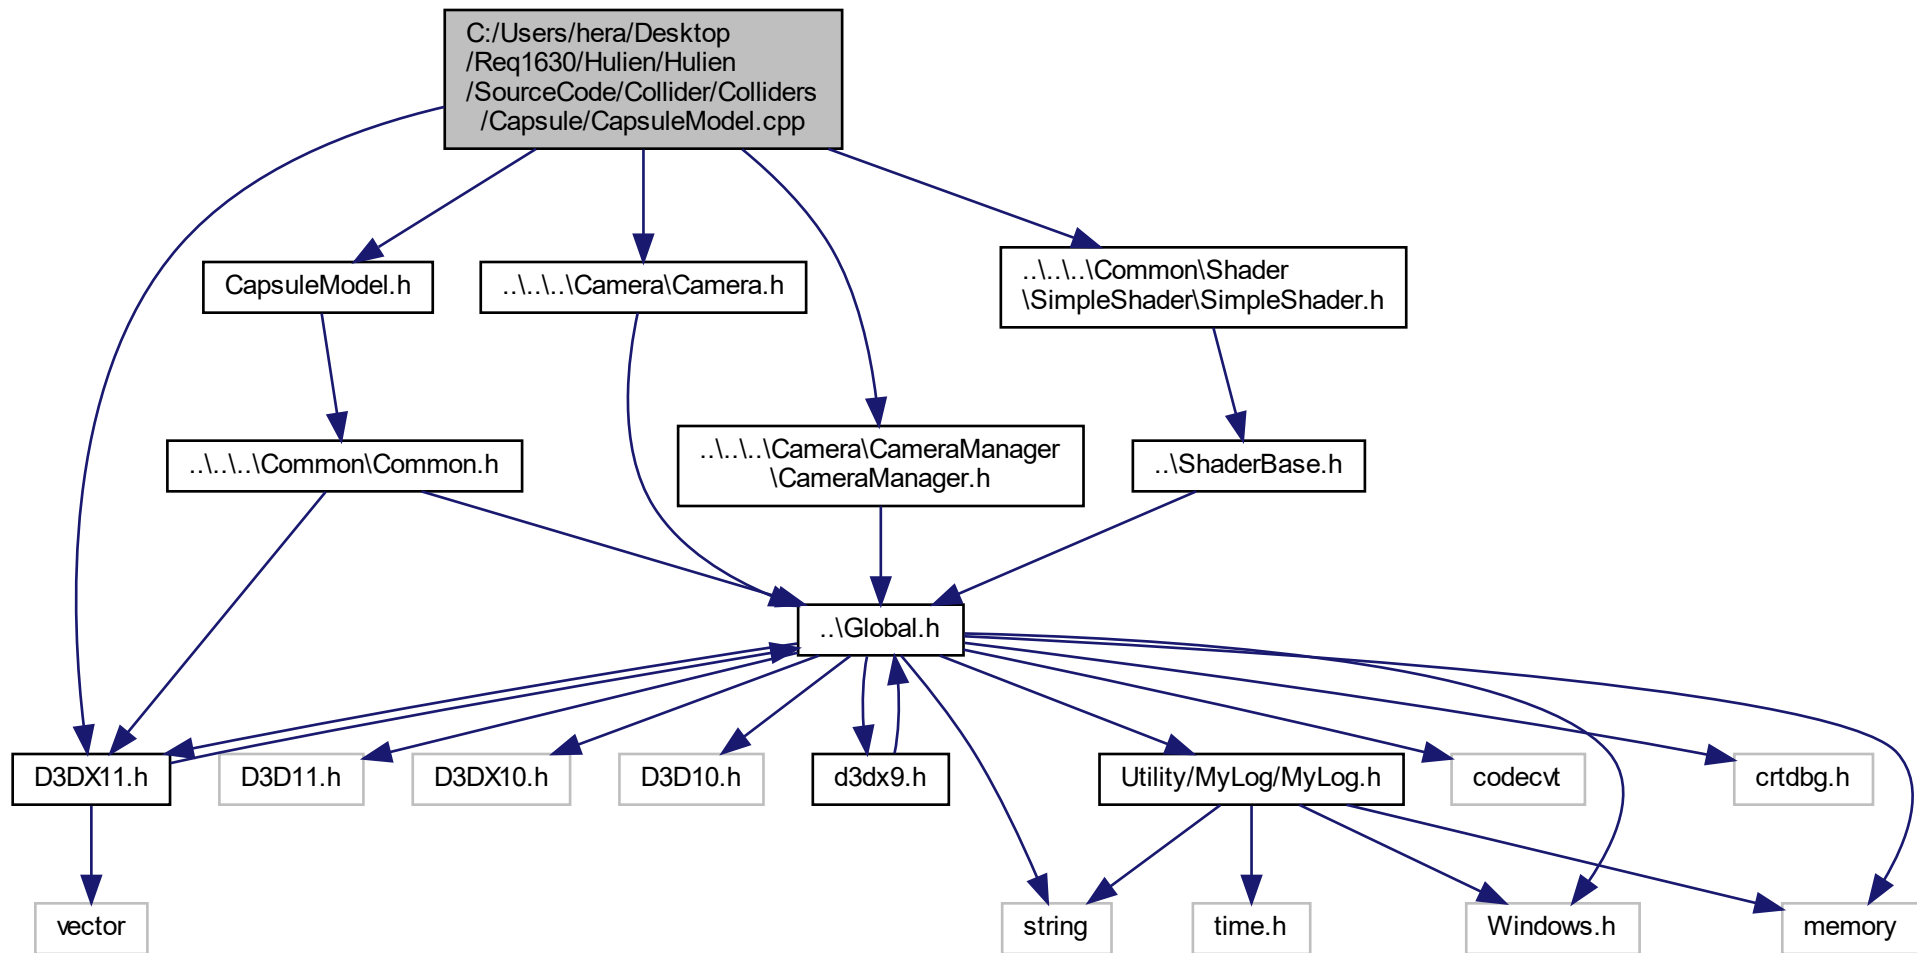 C:/Users/hera/Desktop
/Req1630/Hulien/Hulien
/SourceCode/Collider/Colliders
/Capsule/CapsuleModel.cpp
CapsuleModel.h
..\..\..\Camera\Camera.h
..\..\..\Common\Shader
\SimpleShader\SimpleShader.h
..\..\..\Common\Common.h
..\..\..\Camera\CameraManager
\CameraManager.h
..\ShaderBase.h
..\Global.h
D3DX11.h
D3D11.h
D3DX10.h
D3D10.h
d3dx9.h
Utility/MyLog/MyLog.h
codecvt
crtdbg.h
vector
string
time.h
Windows.h
memory